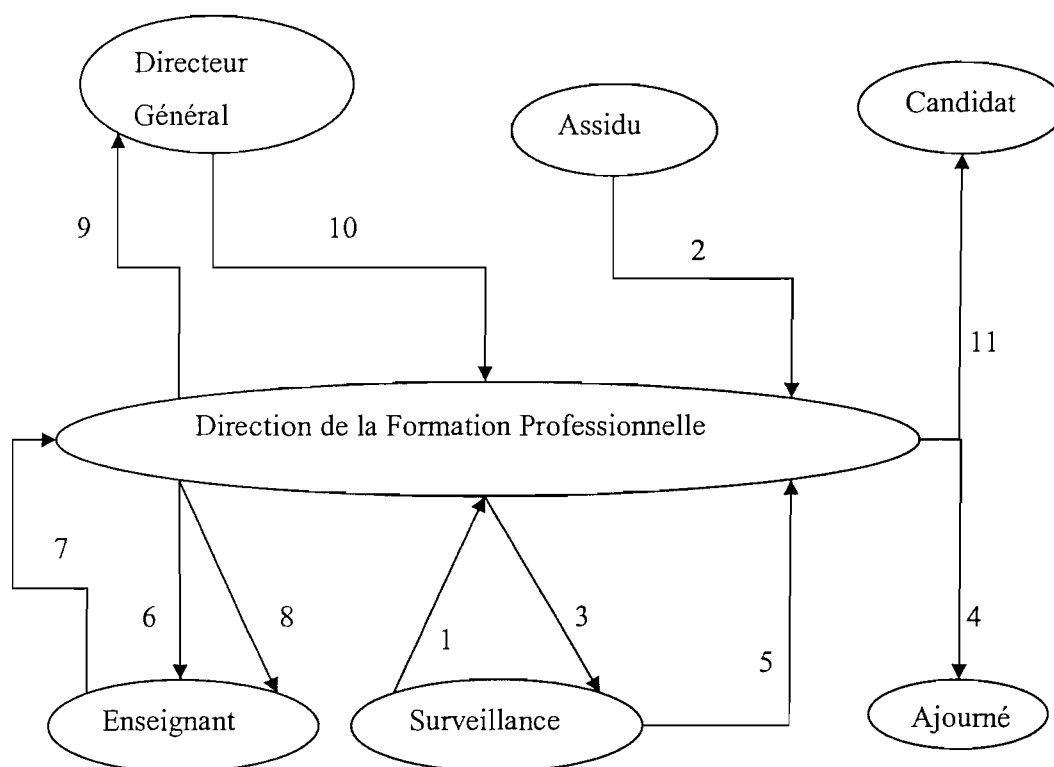 Directeur
Général
Assidu
Candidat
9
10
2
11
Direction de la Formation Professionnelle
7
6
8
1
3
5
4
Enseignant
Surveillance
Ajourné